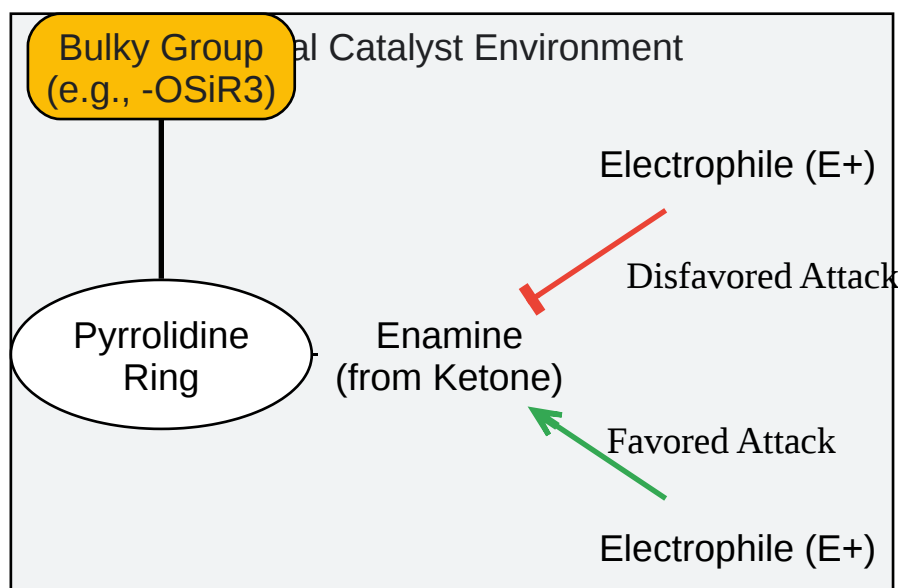 Bulky Group
(e.g., -OSiR3)
al Catalyst Environment
Electrophile (E+)
Disfavored Attack
Pyrrolidine
Ring
Enamine
(from Ketone)
Favored Attack
Electrophile (E+)